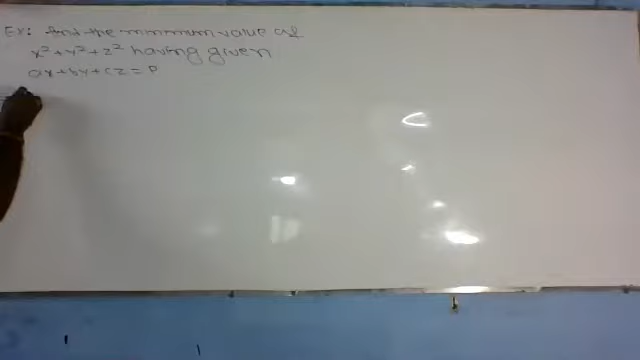 Ex: find the minimum value of
x² + y² + z² having given
ax + by + cz = p